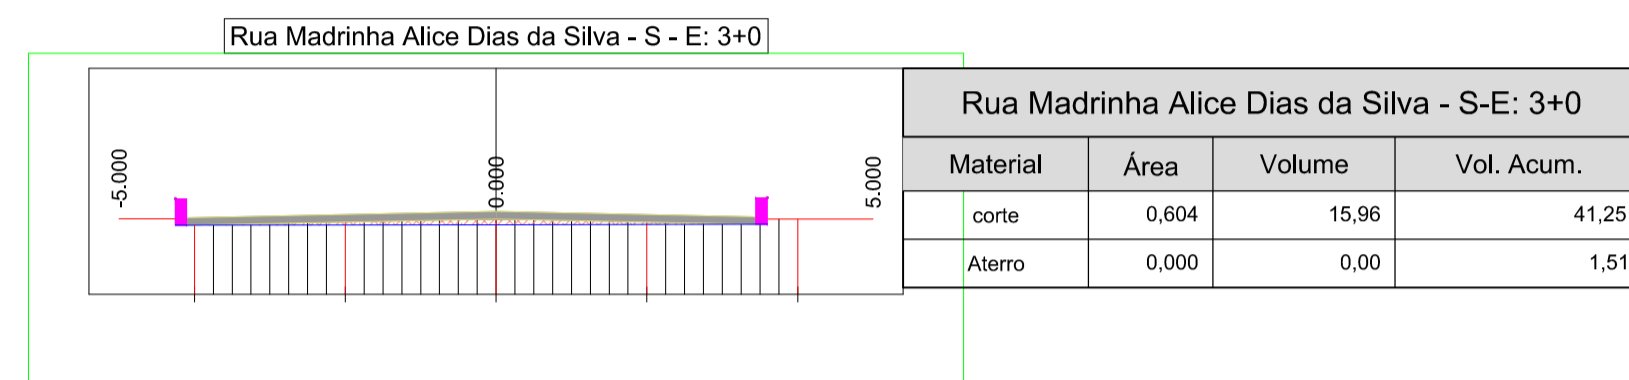 Rua Madrinha Alice Dias da Silva - S - E: 3+0
-5.000
0.000
5.000
Rua Madrinha Alice Dias da Silva - S-E: 3+0
Material Área Volume Vol. Acum.
corte 0,604 15,96 41,25
Aterro 0,000 0,00 1,51